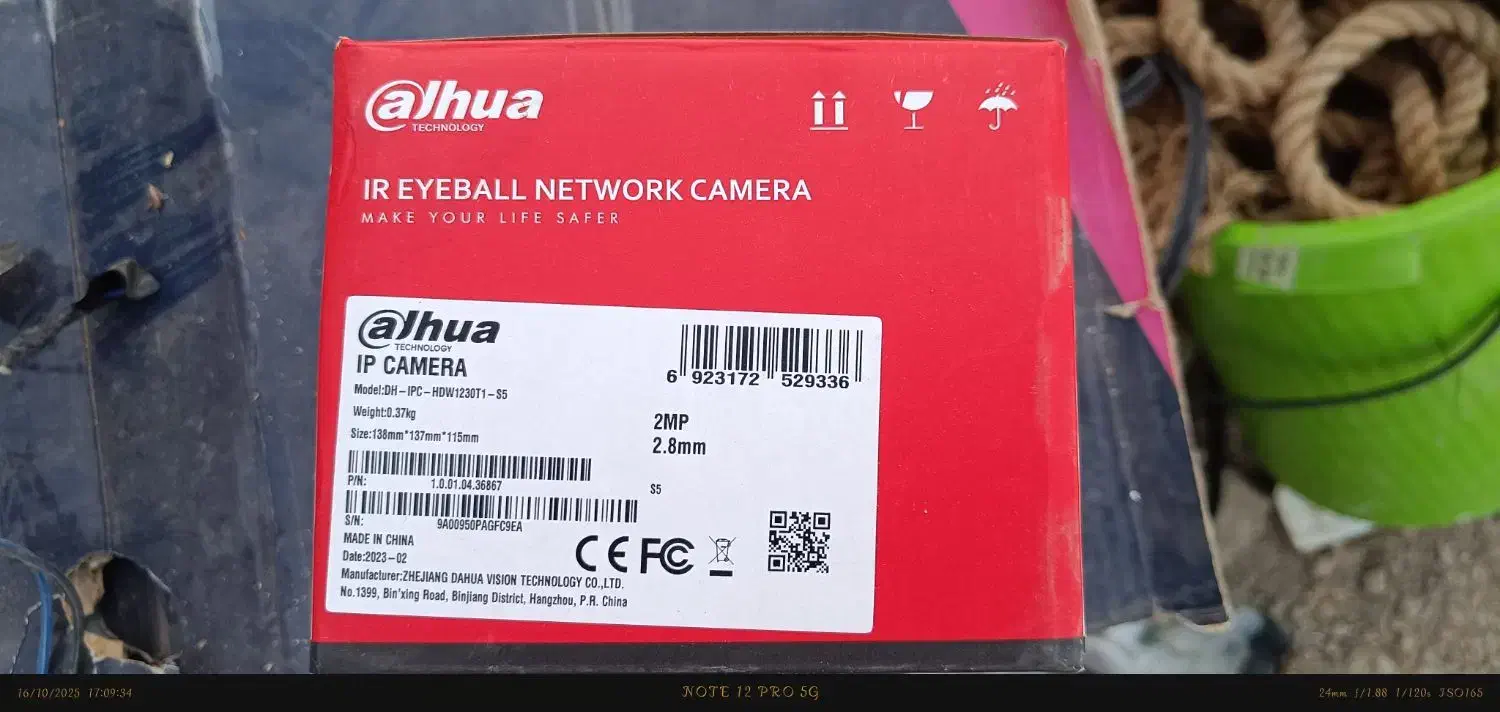 alhua
TECHNOLOGY
IR EYEBALL NETWORK CAMERA
MAKE YOUR LIFE SAFER
alhua
TECHNOLOGY
IP CAMERA
Model:DH-IPC-HDW1230T1-S5
Weight:0.37kg
Size:138mm*137mm*115mm
6 923172 529336
2MP
2.8mm
P/N: 1.0.01.04.36867
S5
S/N: 9A00950PAGFC9EA
MADE IN CHINA
Date:2023-02
Manufacturer:ZHEJIANG DAHUA VISION TECHNOLOGY CO.,LTD.
No.1399, Bin'xing Road, Binjiang District, Hangzhou, P.R. China
CE FC
16/10/2025 17:09:34
NOTE 12 PRO 5G
24mm f/1.88 1/120s ISO165